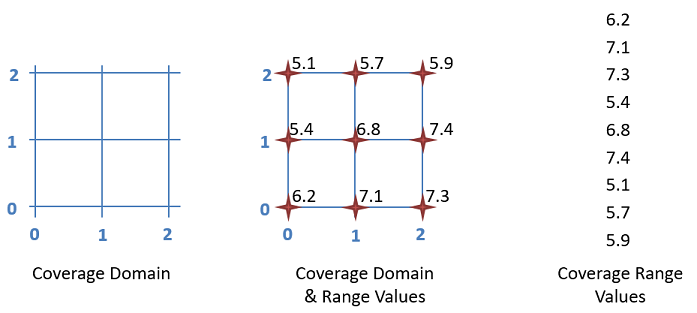 2
1
0
0 1 2
Coverage Domain
5.1 5.7 5.9
2
5.4 6.8 7.4
1
6.2 7.1 7.3
0
0 1 2
Coverage Domain
& Range Values
6.2
7.1
7.3
5.4
6.8
7.4
5.1
5.7
5.9
Coverage Range
Values